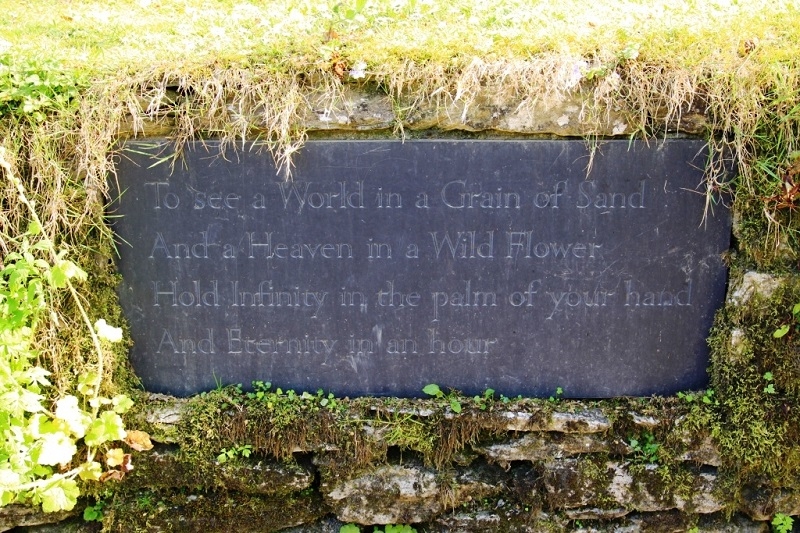 To see a World in a Grain of Sand
And a Heaven in a Wild Flower
Hold Infinity in the palm of your hand
And Eternity in an hour